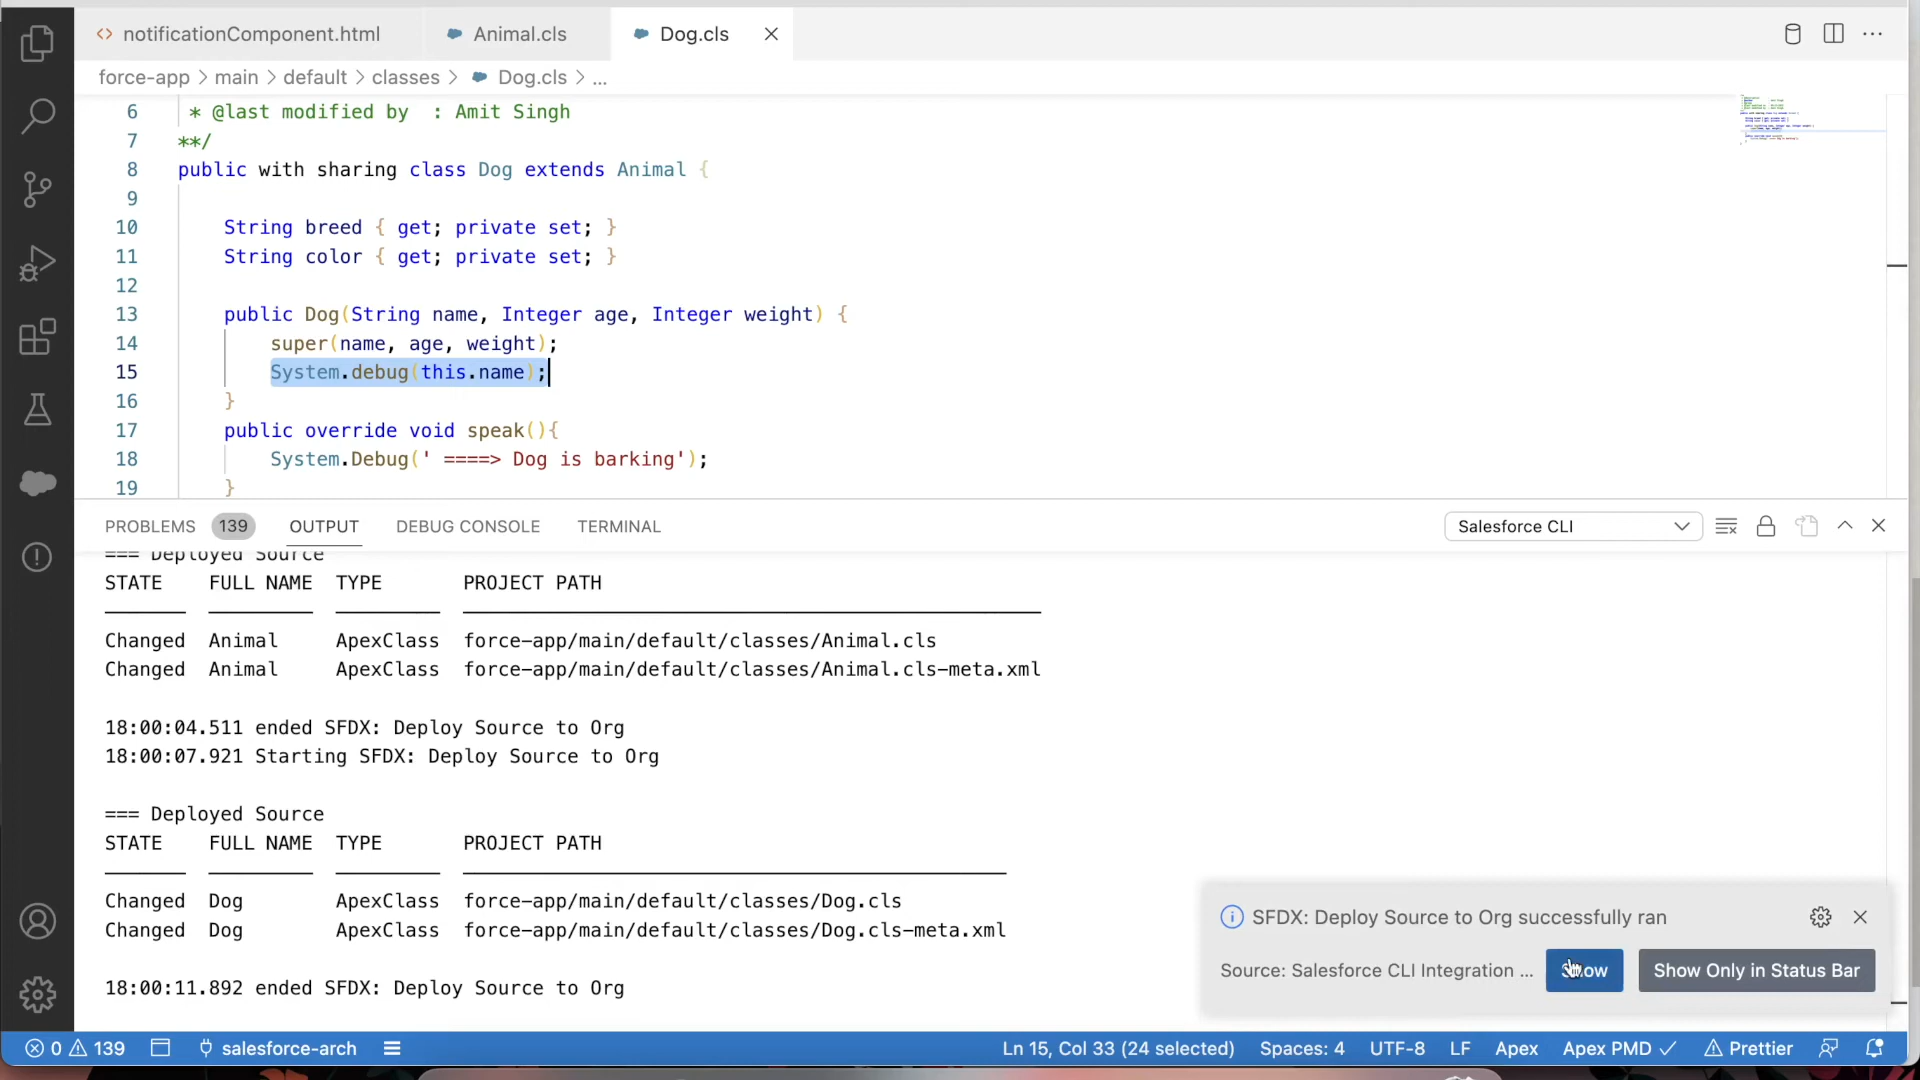 notificationComponent.html Animal.cls Dog.cls
force-app > main > default > classes > Dog.cls > ...
6 * @last modified by : Amit Singh
7 **/
8 public with sharing class Dog extends Animal {
9
10 String breed { get; private set; }
11 String color { get; private set; }
12
13 public Dog(String name, Integer age, Integer weight) {
14 super(name, age, weight);
15 System.debug(this.name);
16 }
17 public override void speak(){
18 System.Debug(' ====> Dog is barking');
19 }
PROBLEMS 139 OUTPUT DEBUG CONSOLE TERMINAL Salesforce CLI
=== Deployed Source
STATE FULL NAME TYPE PROJECT PATH
Changed Animal ApexClass force-app/main/default/classes/Animal.cls
Changed Animal ApexClass force-app/main/default/classes/Animal.cls-meta.xml
18:00:04.511 ended SFDX: Deploy Source to Org
18:00:07.921 Starting SFDX: Deploy Source to Org
=== Deployed Source
STATE FULL NAME TYPE PROJECT PATH
Changed Dog ApexClass force-app/main/default/classes/Dog.cls
Changed Dog ApexClass force-app/main/default/classes/Dog.cls-meta.xml
18:00:11.892 ended SFDX: Deploy Source to Org
SFDX: Deploy Source to Org successfully ran
Source: Salesforce CLI Integration ... Show Show Only in Status Bar
0 139 salesforce-arch Ln 15, Col 33 (24 selected) Spaces: 4 UTF-8 LF Apex Apex PMD ✓ Prettier